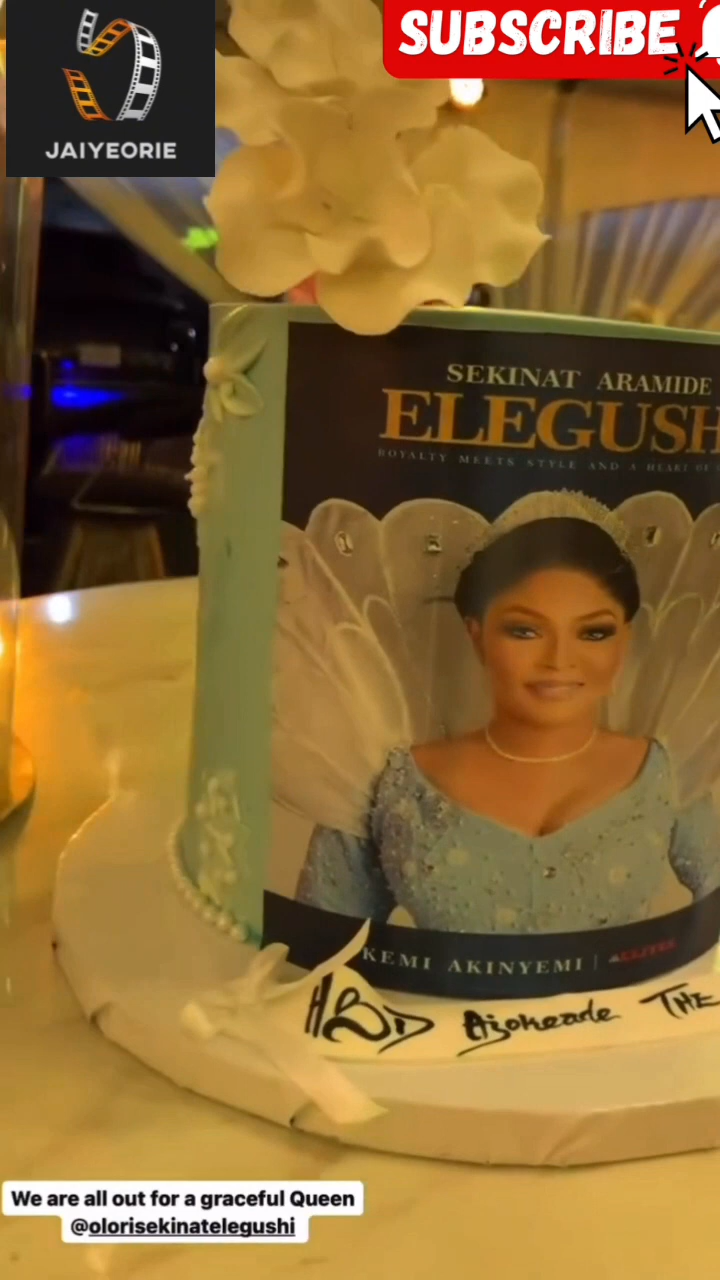 JAIYEORIE
SUBSCRIBE
SEKINAT ARAMIDE
ELEGUSH
ROYALTY MEETS STYLE AND A HEART OF
KEMI AKINYEMI |
HBD Ajokeade THE
We are all out for a graceful Queen
@olorisekinatelegushi